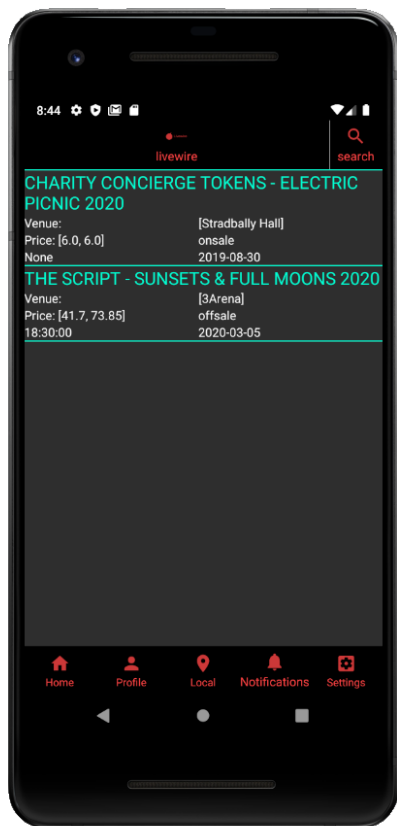 8:44
livewire
search
CHARITY CONCIERGE TOKENS - ELECTRIC
PICNIC 2020
Venue: [Stradbally Hall]
Price: [6.0, 6.0] onsale
None 2019-08-30
THE SCRIPT - SUNSETS & FULL MOONS 2020
Venue: [3Arena]
Price: [41.7, 73.85] offsale
18:30:00 2020-03-05
Home Profile Local Notifications Settings